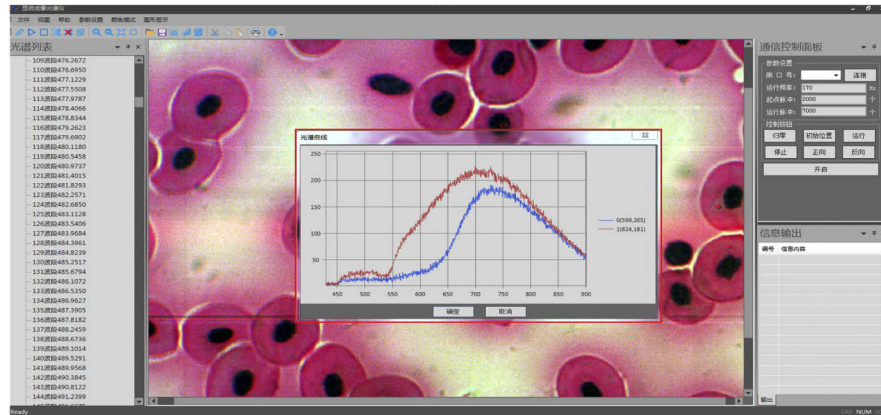 显微成像光谱仪
文件 视图 帮助 参数设置 颜色模式 图形显示
光谱列表
109波段476.2672
110波段476.6950
111波段477.1229
112波段477.5508
113波段477.9787
114波段478.4066
115波段478.8344
116波段479.2623
117波段479.6902
118波段480.1180
119波段480.5458
120波段480.9737
121波段481.4015
122波段481.8293
123波段482.2571
124波段482.6850
125波段483.1128
126波段483.5406
127波段483.9684
128波段484.3961
129波段484.8239
130波段485.2517
131波段485.6794
132波段486.1072
133波段486.5350
134波段486.9627
135波段487.3905
136波段487.8182
137波段488.2459
138波段488.6736
139波段489.1014
140波段489.5291
141波段489.9568
142波段490.3845
143波段490.8122
144波段491.2399
光谱曲线
250
200
150
100
50
450 500 550 600 650 700 750 800 850 900
0(599,265)
1(624,181)
确定 取消
通信控制面板
参数设置
串口号： 连接
运行频率： 170 Hz
起点脉冲： 2000 个
运行脉冲： 7000 个
控制按钮
归零 初始位置 运行
停止 正向 反向
开启
信息输出
编号 信息内容
输出
Ready
CAP NUM